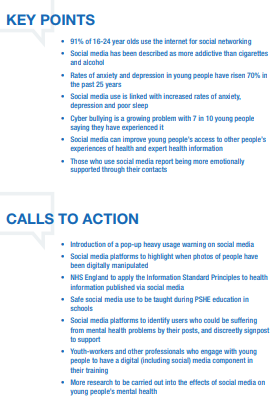 KEY POINTS
• 91% of 16-24 year olds use the internet for social networking
• Social media has been described as more addictive than cigarettes
and alcohol
• Rates of anxiety and depression in young people have risen 70% in
the past 25 years
• Social media use is linked with increased rates of anxiety,
depression and poor sleep
• Cyber bullying is a growing problem with 7 in 10 young people
saying they have experienced it
• Social media can improve young people's access to other people's
experiences of health and expert health information
• Those who use social media report being more emotionally
supported through their contacts
CALLS TO ACTION
• Introduction of a pop-up heavy usage warning on social media
• Social media platforms to highlight when photos of people have
been digitally manipulated
• NHS England to apply the Information Standard Principles to health
information published via social media
• Safe social media use to be taught during PSHE education in
schools
• Social media platforms to identify users who could be suffering
from mental health problems by their posts, and discreetly signpost
to support
• Youth-workers and other professionals who engage with young
people to have a digital (including social) media component in
their training
• More research to be carried out into the effects of social media on
young people's mental health